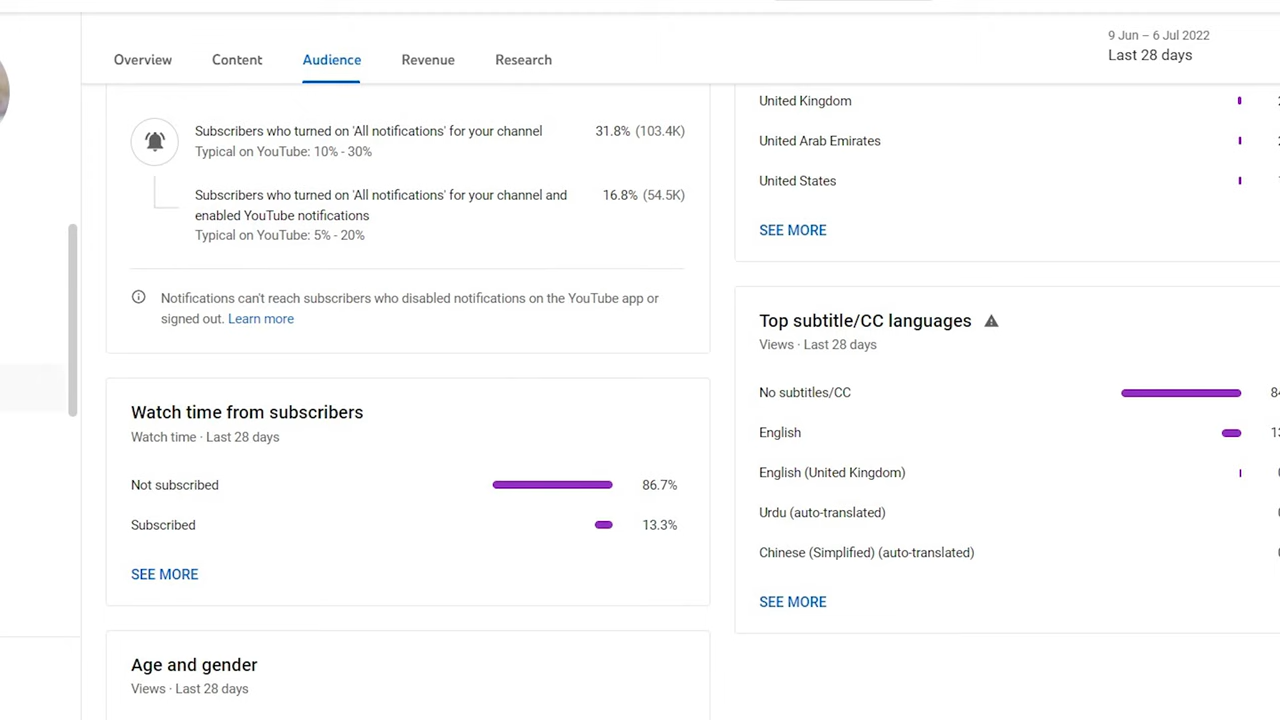 9 Jun – 6 Jul 2022
Overview Content Audience Revenue Research
Last 28 days
Subscribers who turned on 'All notifications' for your channel 31.8% (103.4K)
Typical on YouTube: 10% - 30%
Subscribers who turned on 'All notifications' for your channel and 16.8% (54.5K)
enabled YouTube notifications
Typical on YouTube: 5% - 20%
Notifications can't reach subscribers who disabled notifications on the YouTube app or
signed out. Learn more
Watch time from subscribers
Watch time · Last 28 days
Not subscribed 86.7%
Subscribed 13.3%
SEE MORE
Age and gender
Views · Last 28 days
United Kingdom
United Arab Emirates
United States
SEE MORE
Top subtitle/CC languages
Views · Last 28 days
No subtitles/CC
English
English (United Kingdom)
Urdu (auto-translated)
Chinese (Simplified) (auto-translated)
SEE MORE